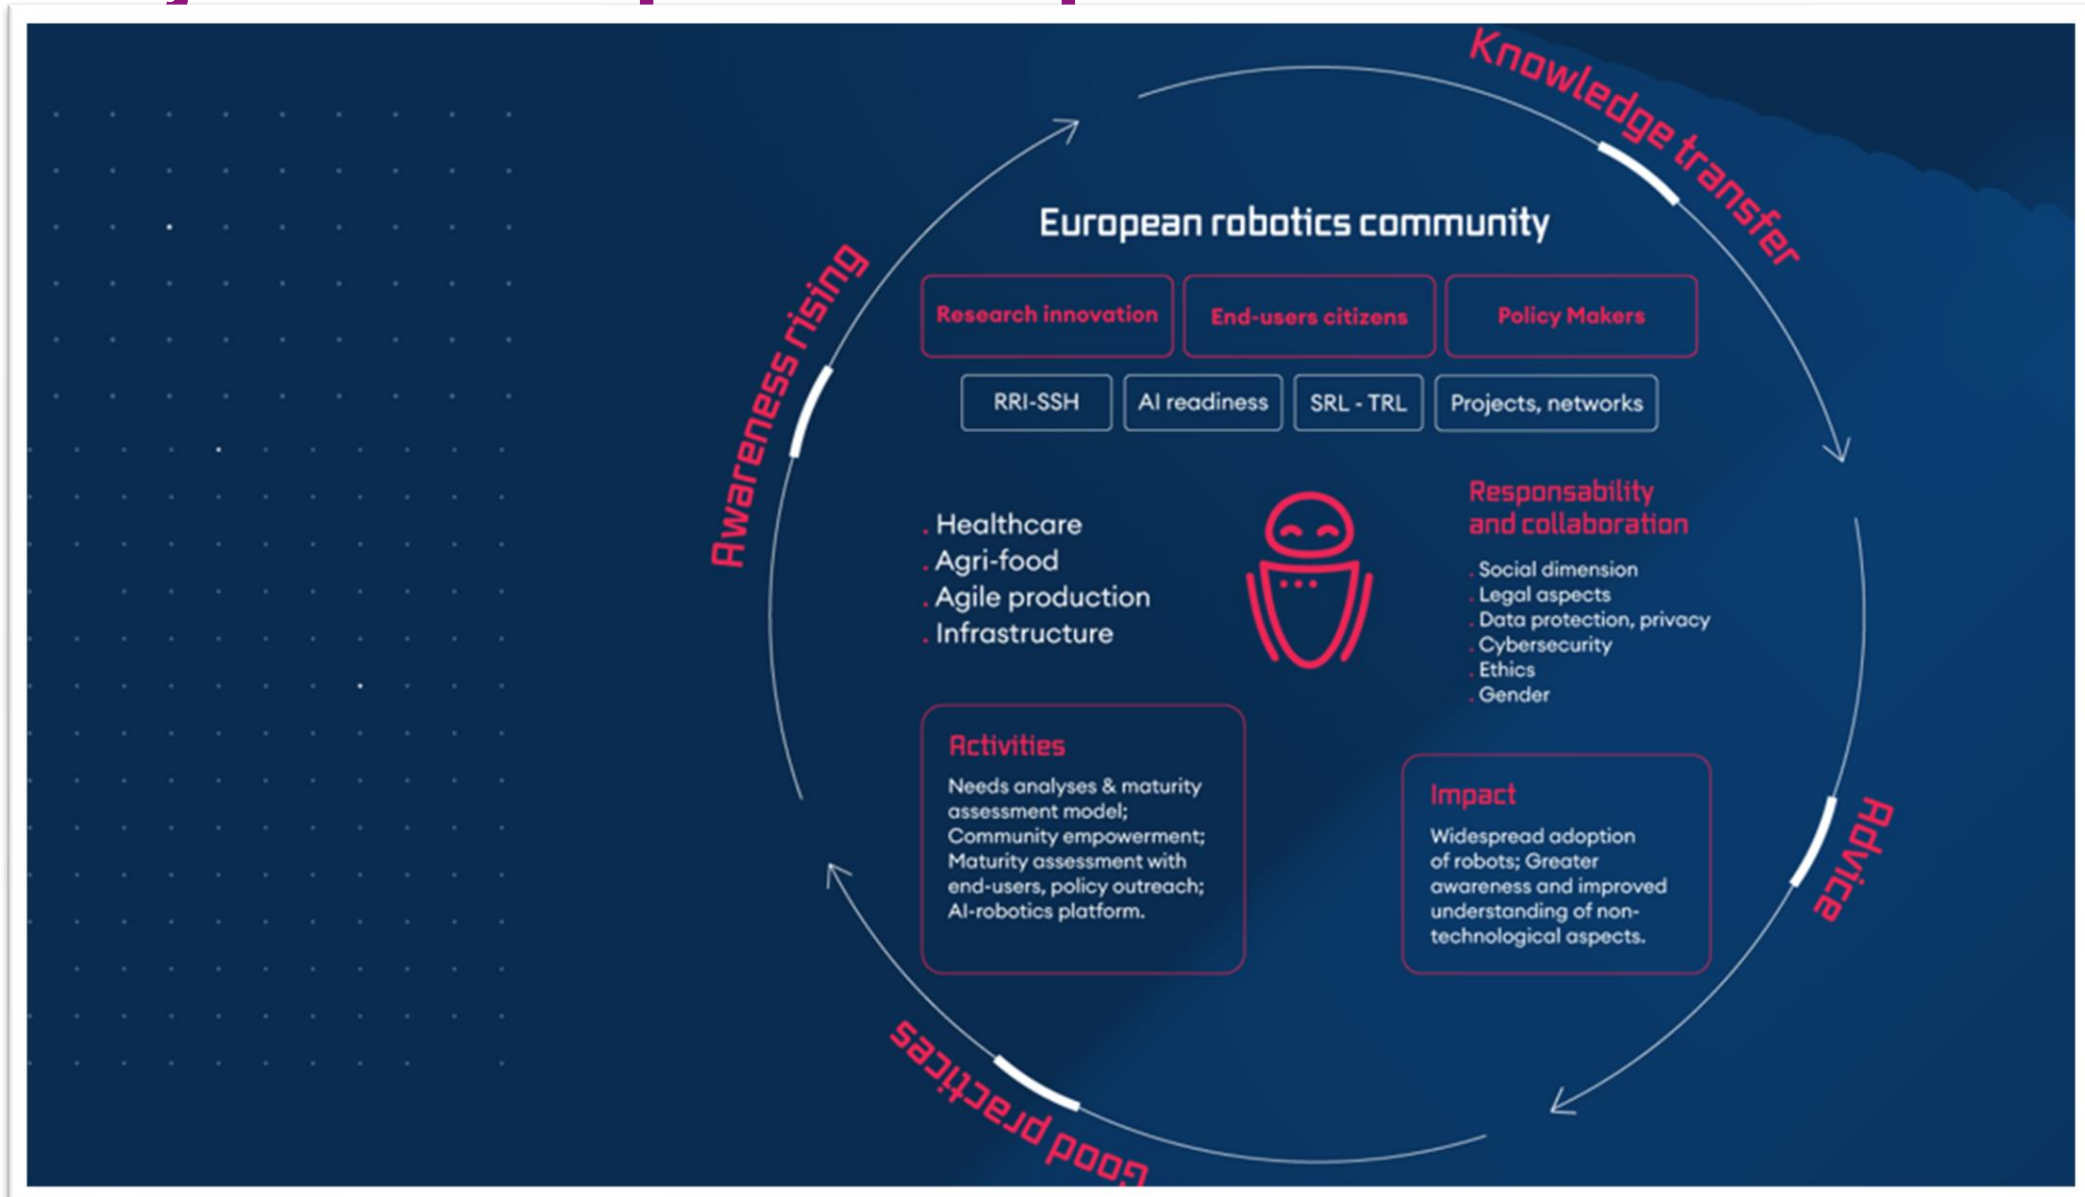 Knowledge transfer
European robotics community
Research innovation
End-users citizens
Policy Makers
Awareness rising
RRI-SSH
AI readiness
SRL - TRL
Projects, networks
. Healthcare
. Agri-food
. Agile production
. Infrastructure
Responsability
and collaboration
. Social dimension
. Legal aspects
. Data protection, privacy
. Cybersecurity
. Ethics
. Gender
Activities
Needs analyses & maturity
assessment model;
Community empowerment;
Maturity assessment with
end-users, policy outreach;
AI-robotics platform.
Impact
Widespread adoption
of robots; Greater
awareness and improved
understanding of non-
technological aspects.
Advice
Good practices